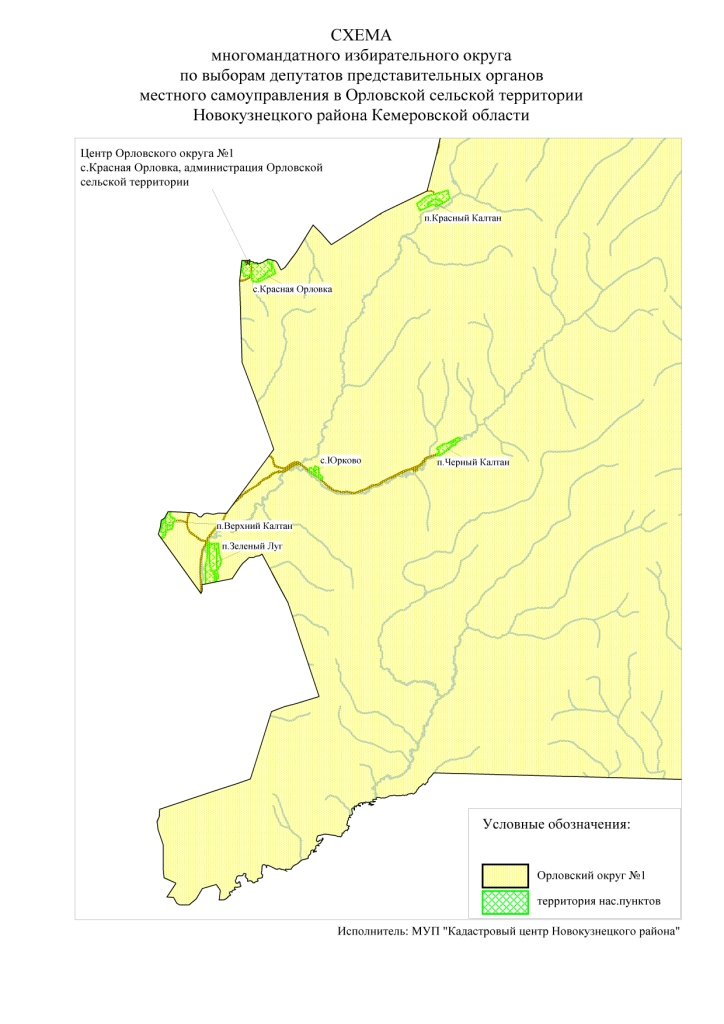 СХЕМА
многомандатного избирательного округа
по выборам депутатов представительных органов
местного самоуправления в Орловской сельской территории
Новокузнецкого района Кемеровской области
Центр Орловского округа №1
с.Красная Орловка, администрация Орловской
сельской территории
п.Красный Калтан
с.Красная Орловка
с.Юрково
п.Черный Калтан
п.Верхний Калтан
п.Зеленый Луг
Условные обозначения:
Орловский округ №1
территория нас.пунктов
Исполнитель: МУП "Кадастровый центр Новокузнецкого района"